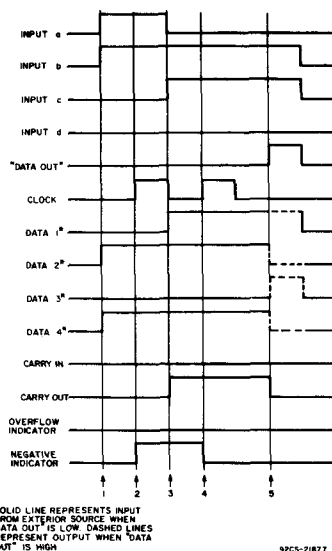 INPUT a
INPUT b
INPUT c
INPUT d
"DATA OUT"
CLOCK
DATA 1*
DATA 2*
DATA 3*
DATA 4*
CARRY IN
CARRY OUT
OVERFLOW
INDICATOR
NEGATIVE
INDICATOR
1 2 3 4 5
OLID LINE REPRESENTS INPUT
ROM EXTERIOR SOURCE WHEN
DATA OUT" IS LOW. DASHED LINES
EPRESENT OUTPUT WHEN "DATA
UT" IS HIGH
92CS-21877